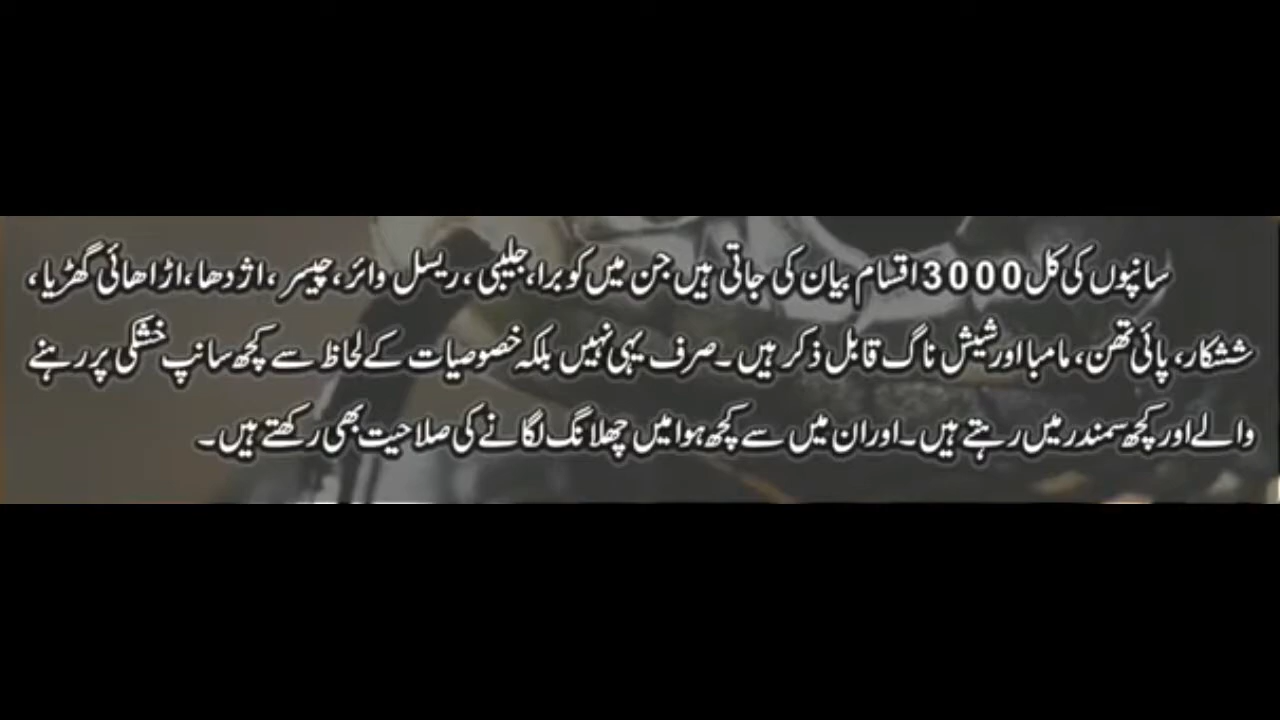 سانپوں کی کل 3000 اقسام بیان کی جاتی ہیں جن میں کوبرا، جلیبی، ریسل وائر، چیسر، اژدھا، اڑاھائی گھڑیا،
ششکار، پائی تھن، مامبا اور شیش ناگ قابل ذکر ہیں۔ صرف یہی نہیں بلکہ خصوصیات کے لحاظ سے کچھ سانپ خشکی پر رہنے
والے اور کچھ سمندر میں رہتے ہیں۔ اور ان میں سے کچھ ہوا میں چھلانگ لگانے کی صلاحیت بھی رکھتے ہیں۔